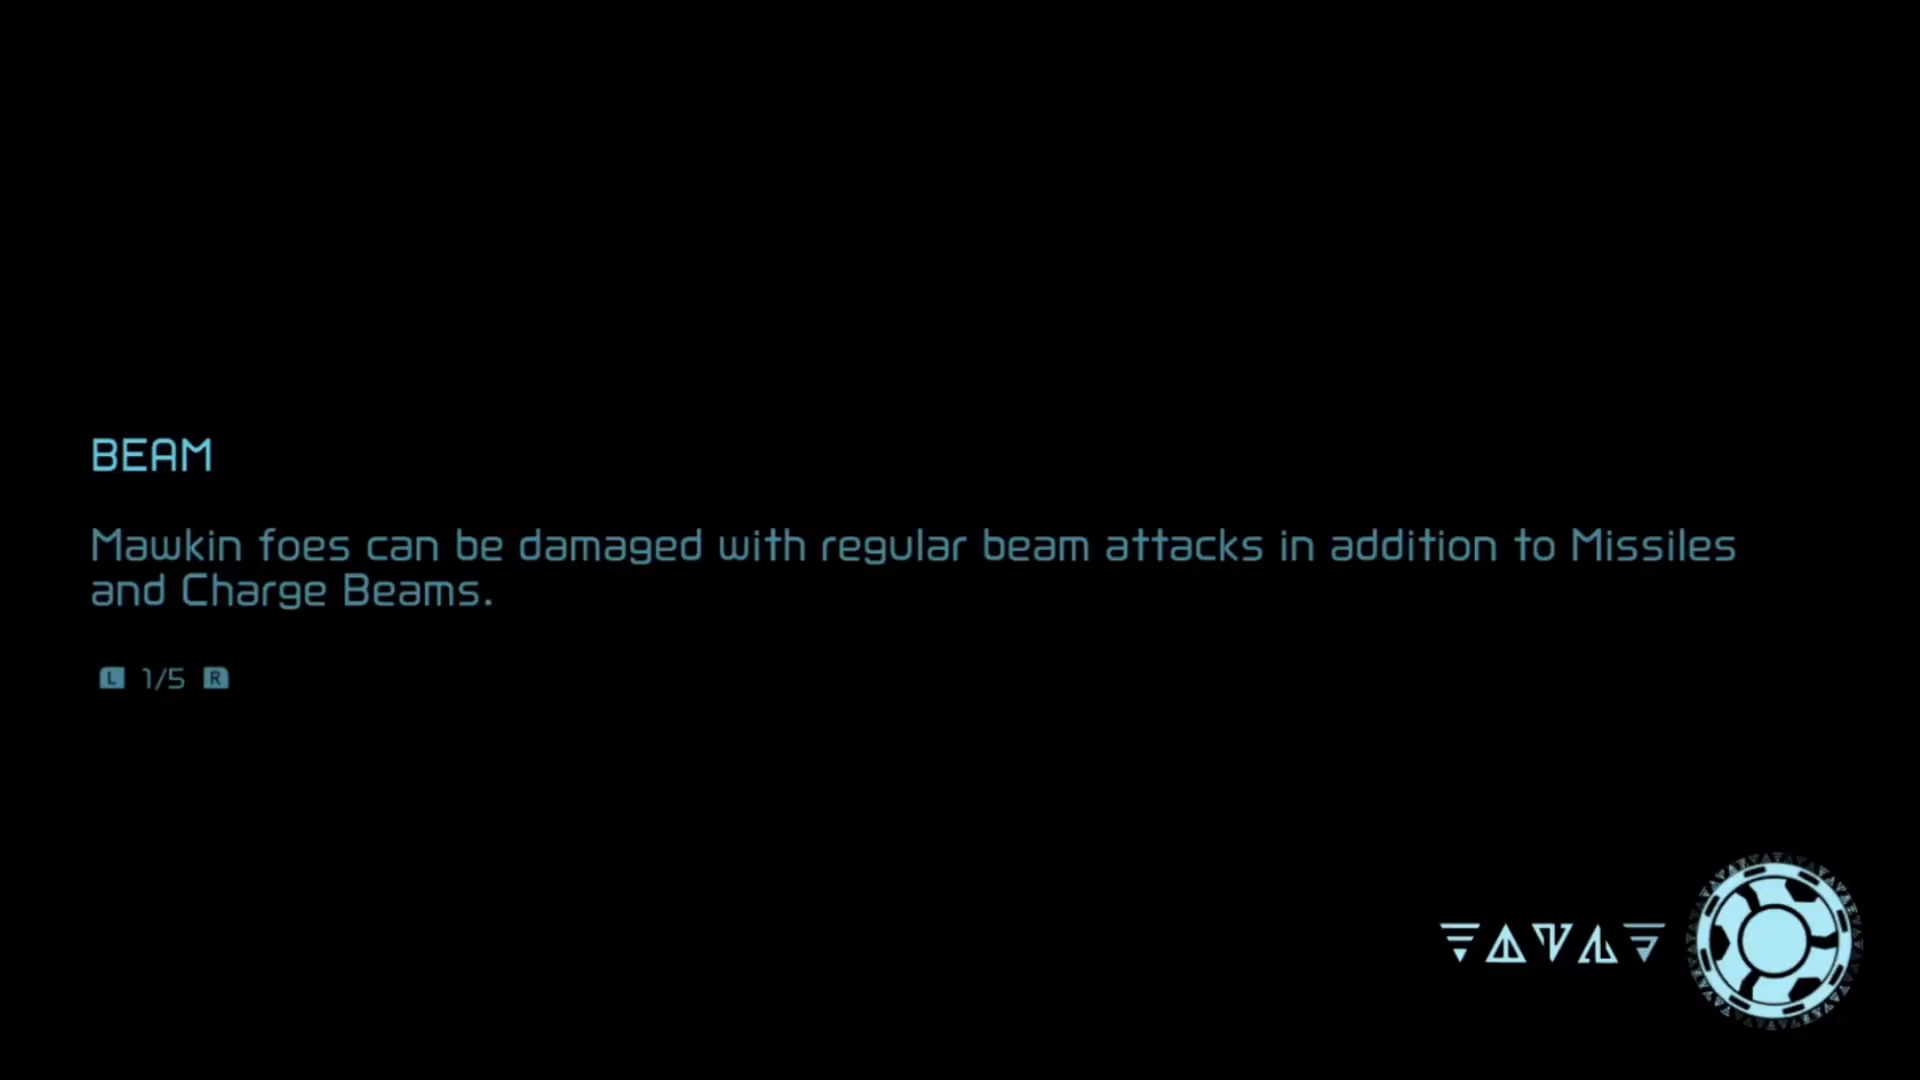 BEAM
Mawkin foes can be damaged with regular beam attacks in addition to Missiles
and Charge Beams.
L 1/5 R